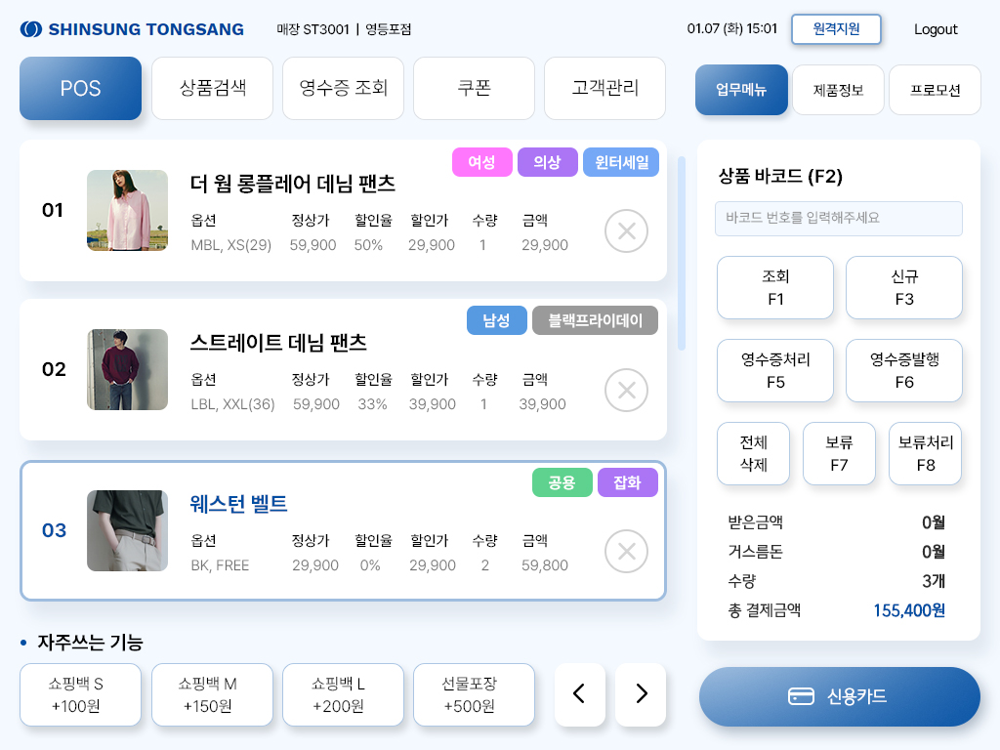 SHINSUNG TONGSANG
매장 ST3001 | 영등포점
01.07 (화) 15:01
원격지원
Logout
POS
상품검색
영수증 조회
쿠폰
고객관리
업무메뉴
제품정보
프로모션
여성
의상
윈터세일
01
더 웜 롱플레어 데님 팬츠
옵션 정상가 할인율 할인가 수량 금액
MBL, XS(29) 59,900 50% 29,900 1 29,900
남성
블랙프라이데이
02
스트레이트 데님 팬츠
옵션 정상가 할인율 할인가 수량 금액
LBL, XXL(36) 59,900 33% 39,900 1 39,900
공용
잡화
03
웨스턴 벨트
옵션 정상가 할인율 할인가 수량 금액
BK, FREE 29,900 0% 29,900 2 59,800
• 자주쓰는 기능
쇼핑백 S
+100원
쇼핑백 M
+150원
쇼핑백 L
+200원
선물포장
+500원
상품 바코드 (F2)
바코드 번호를 입력해주세요
조회
F1
신규
F3
영수증처리
F5
영수증발행
F6
전체
삭제
보류
F7
보류처리
F8
받은금액 0월
거스름돈 0월
수량 3개
총 결제금액 155,400원
신용카드